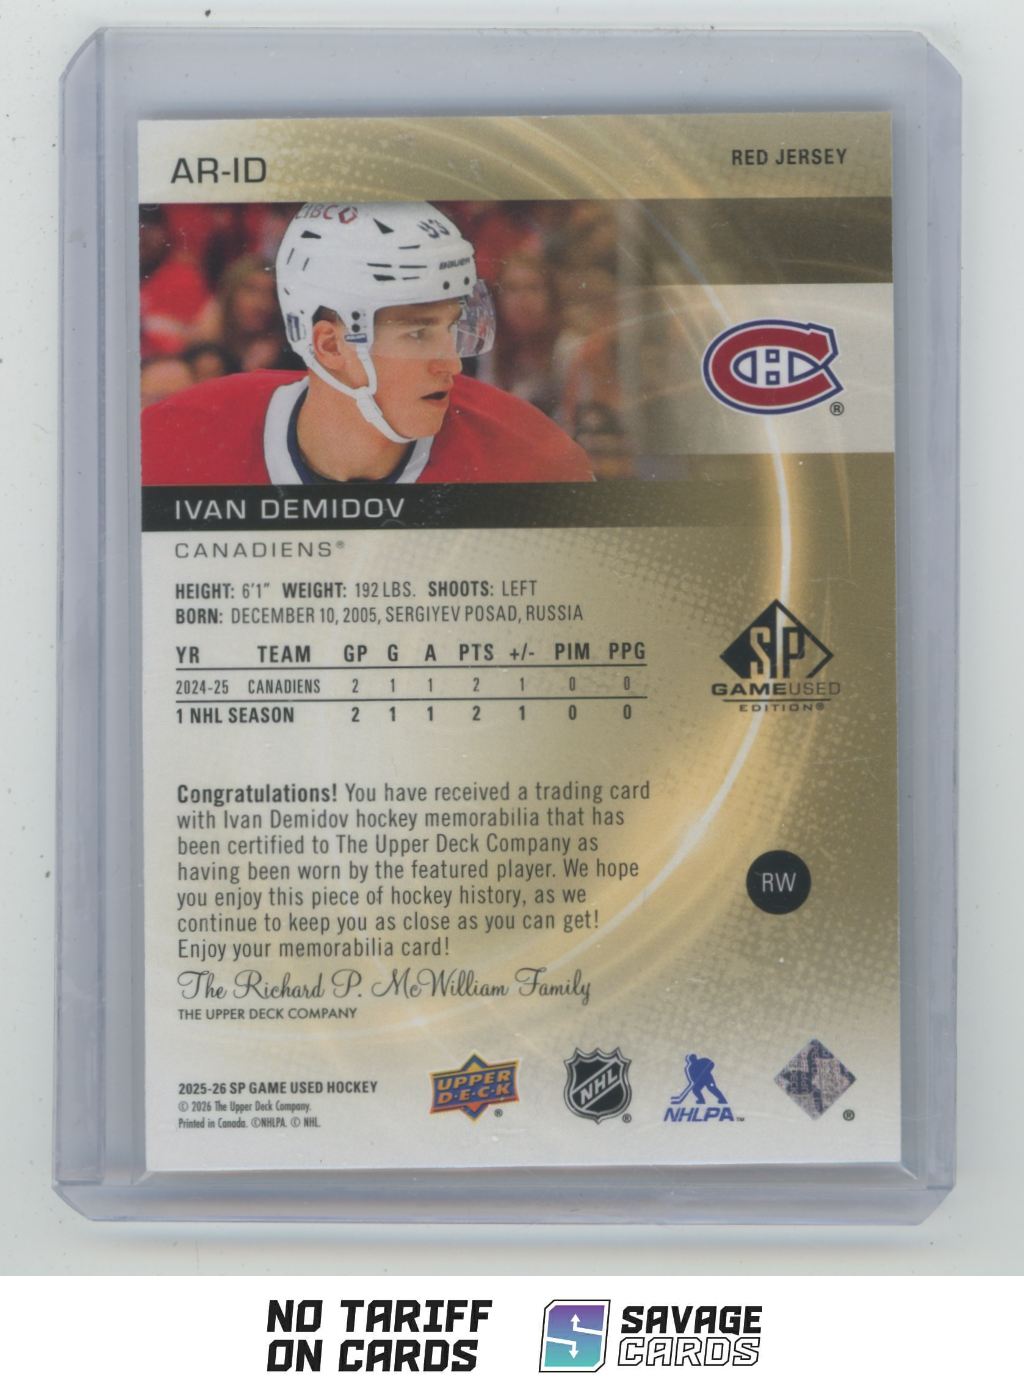 AR-ID
RED JERSEY
CIBC
93
BAUER
®
IVAN DEMIDOV
CANADIENS®
HEIGHT: 6'1" WEIGHT: 192 LBS. SHOOTS: LEFT
BORN: DECEMBER 10, 2005, SERGIYEV POSAD, RUSSIA
YR TEAM GP G A PTS +/- PIM PPG
2024-25 CANADIENS 2 1 1 2 1 0 0
1 NHL SEASON 2 1 1 2 1 0 0
SP
GAMEUSED
EDITION®
Congratulations! You have received a trading card
with Ivan Demidov hockey memorabilia that has
been certified to The Upper Deck Company as
having been worn by the featured player. We hope
you enjoy this piece of hockey history, as we
continue to keep you as close as you can get!
Enjoy your memorabilia card!
RW
The Richard P. McWilliam Family
THE UPPER DECK COMPANY
2025-26 SP GAME USED HOCKEY
© 2026 The Upper Deck Company.
Printed in Canada. ©NHLPA. © NHL.
UPPER
D·E·C·K
®
NHL
®
NHLPA™
®
NO TARIFF
ON CARDS
SAVAGE
CARDS